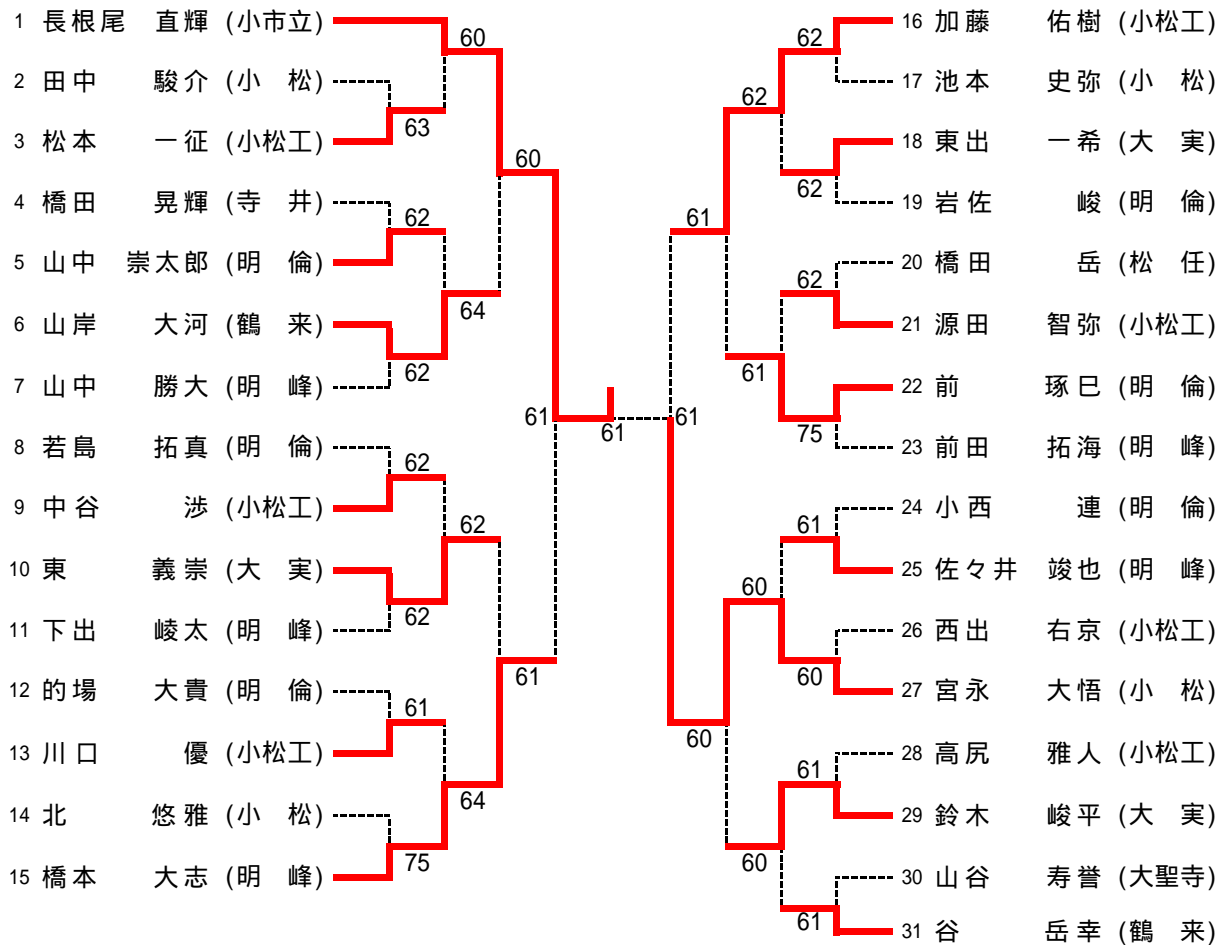 1 長根尾 直輝 (小市立)
2 田中 駿介 (小 松)
3 松本 一征 (小松工)
4 橋田 晃輝 (寺 井)
5 山中 崇太郎 (明 倫)
6 山岸 大河 (鶴 来)
7 山中 勝大 (明 峰)
8 若島 拓真 (明 倫)
9 中谷 渉 (小松工)
10 東 義崇 (大 実)
11 下出 崚太 (明 峰)
12 的場 大貴 (明 倫)
13 川口 優 (小松工)
14 北 悠雅 (小 松)
15 橋本 大志 (明 峰)
60
63
62
62
62
62
61
75
60
64
62
64
60
61
61
61
61
61
60
62
61
60
60
62
62
62
75
61
60
61
61
16 加藤 佑樹 (小松工)
17 池本 史弥 (小 松)
18 東出 一希 (大 実)
19 岩佐 峻 (明 倫)
20 橋田 岳 (松 任)
21 源田 智弥 (小松工)
22 前 琢巳 (明 倫)
23 前田 拓海 (明 峰)
24 小西 連 (明 倫)
25 佐々井 竣也 (明 峰)
26 西出 右京 (小松工)
27 宮永 大悟 (小 松)
28 高尻 雅人 (小松工)
29 鈴木 峻平 (大 実)
30 山谷 寿誉 (大聖寺)
31 谷 岳幸 (鶴 来)